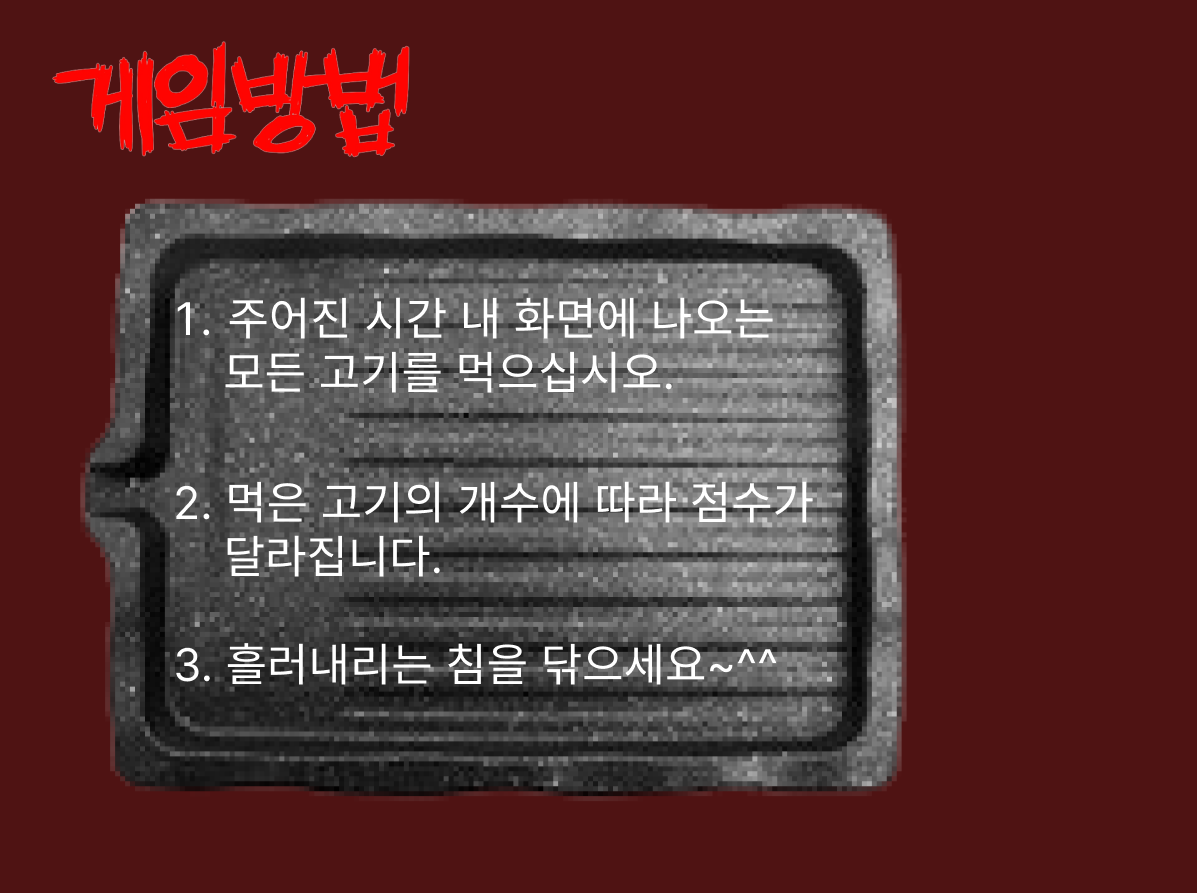 게임방법
1. 주어진 시간 내 화면에 나오는
모든 고기를 먹으십시오.
2. 먹은 고기의 개수에 따라 점수가
달라집니다.
3. 흘러내리는 침을 닦으세요~^^